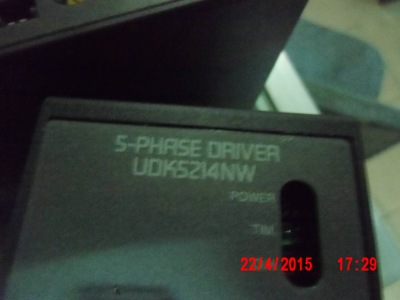 5-PHASE DRIVER
UDK5214NW
POWER
TIM.
22/4/2015 17:29